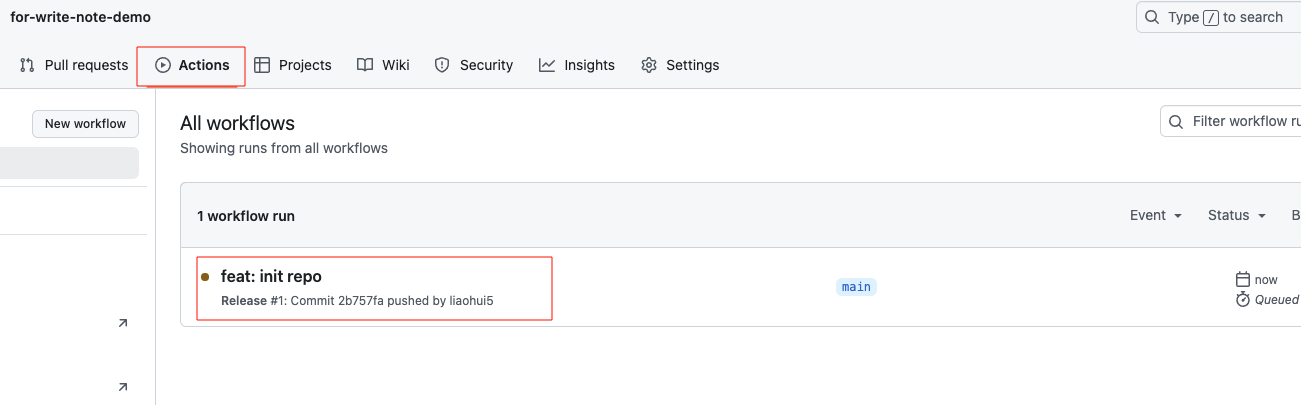 for-write-note-demo
Type / to search
Pull requests Actions Projects Wiki Security Insights Settings
New workflow
All workflows
Filter workflow
Showing runs from all workflows
1 workflow run
Event Status
feat: init repo
main
now
Release #1: Commit 2b757fa pushed by liaohui5
Queued